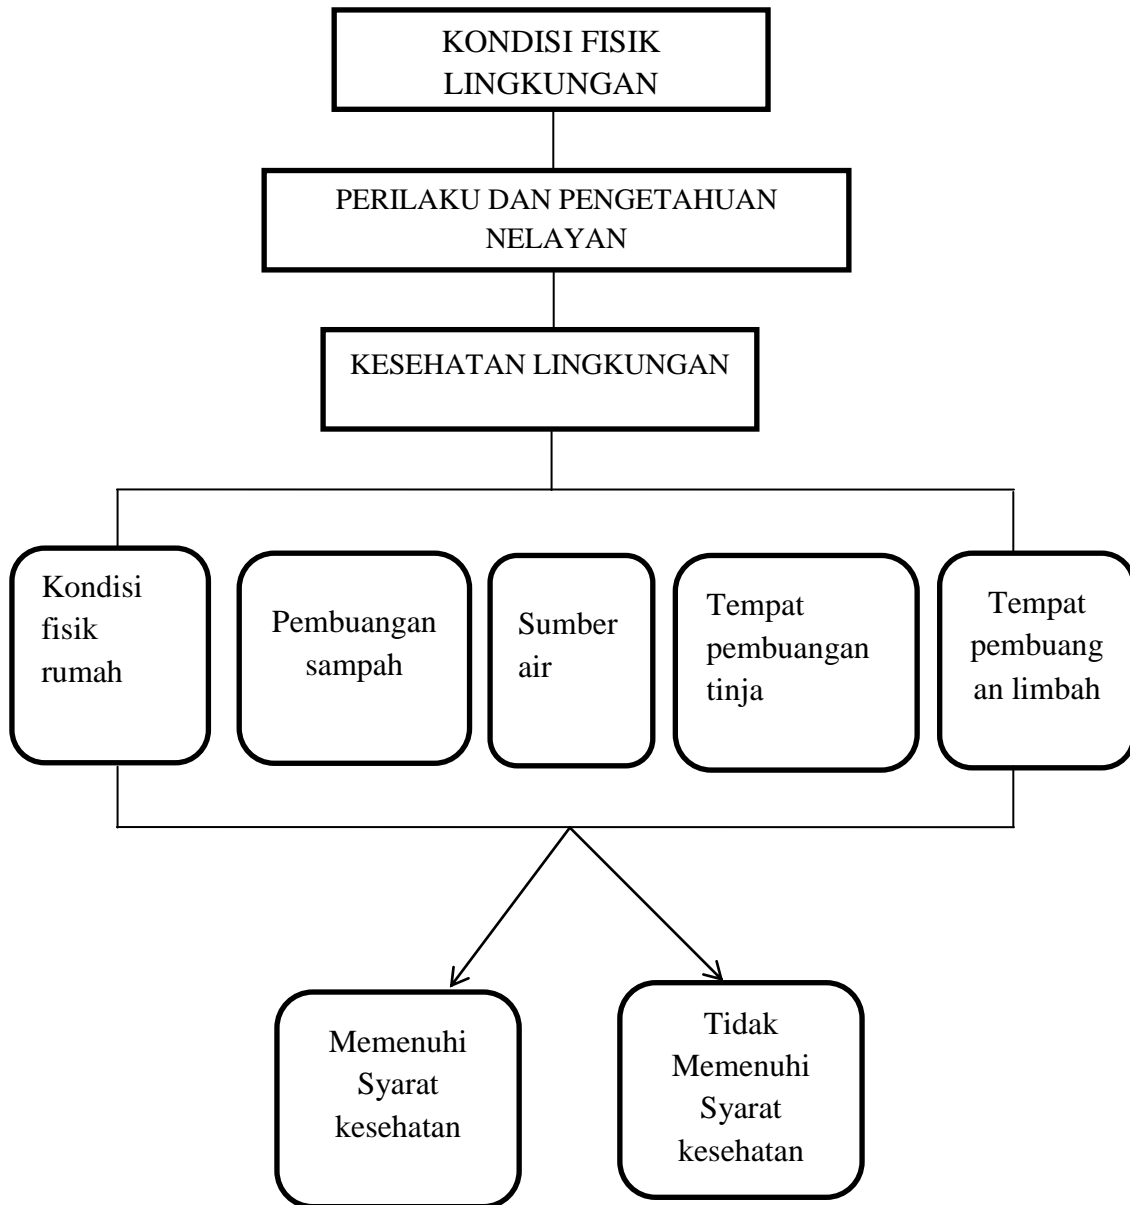 KONDISI FISIK
LINGKUNGAN
PERILAKU DAN PENGETAHUAN
NELAYAN
KESEHATAN LINGKUNGAN
Kondisi
fisik
rumah
Pembuangan
sampah
Sumber
air
Tempat
pembuangan
tinja
Tempat
pembuang
an limbah
Memenuhi
Syarat
kesehatan
Tidak
Memenuhi
Syarat
kesehatan